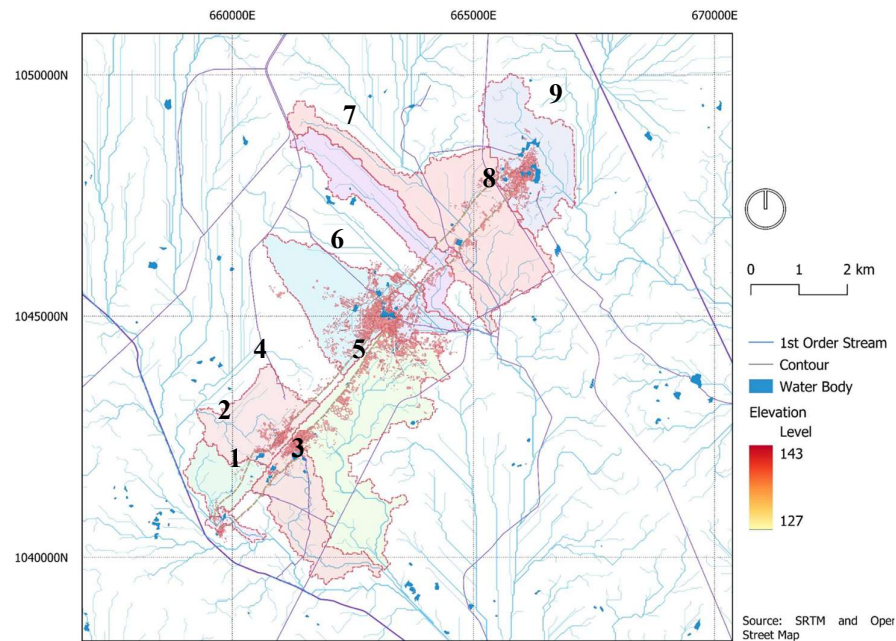 660000E 665000E 670000E
1050000N
9
7
8
6
0 1 2 km
1045000N
5
4
1st Order Stream
Contour
Water Body
2
Elevation
Level
3
1
143
127
1040000N
Source: SRTM and Ope
Street Map